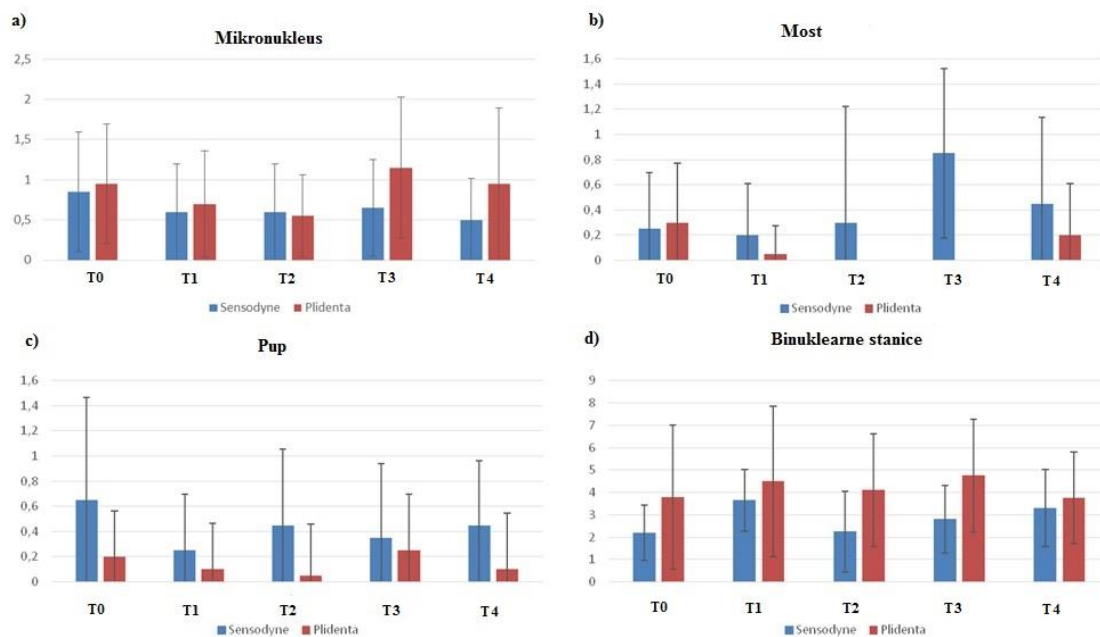 a)
Mikronukleus
2,5
2
1,5
1
0,5
0
T0 T1 T2 T3 T4
Sensodyne Plidenta
b)
Most
1,6
1,4
1,2
1
0,8
0,6
0,4
0,2
0
T0 T1 T2 T3 T4
Sensodyne Plidenta
c)
Pup
1,6
1,4
1,2
1
0,8
0,6
0,4
0,2
0
T0 T1 T2 T3 T4
Sensodyne Plidenta
d)
Binuklearne stanice
9
8
7
6
5
4
3
2
1
0
T0 T1 T2 T3 T4
Sensodyne Plidenta